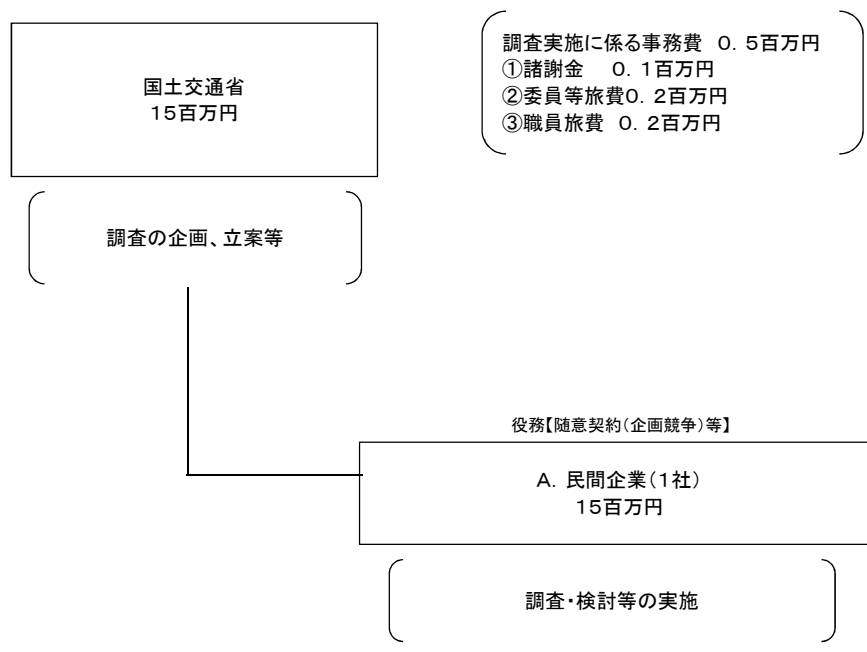 国土交通省
15百万円
調査実施に係る事務費 0.5百万円
①諸謝金 0.1百万円
②委員等旅費0.2百万円
③職員旅費 0.2百万円
調査の企画、立案等
役務【随意契約(企画競争)等】
A.民間企業(1社)
15百万円
調査・検討等の実施